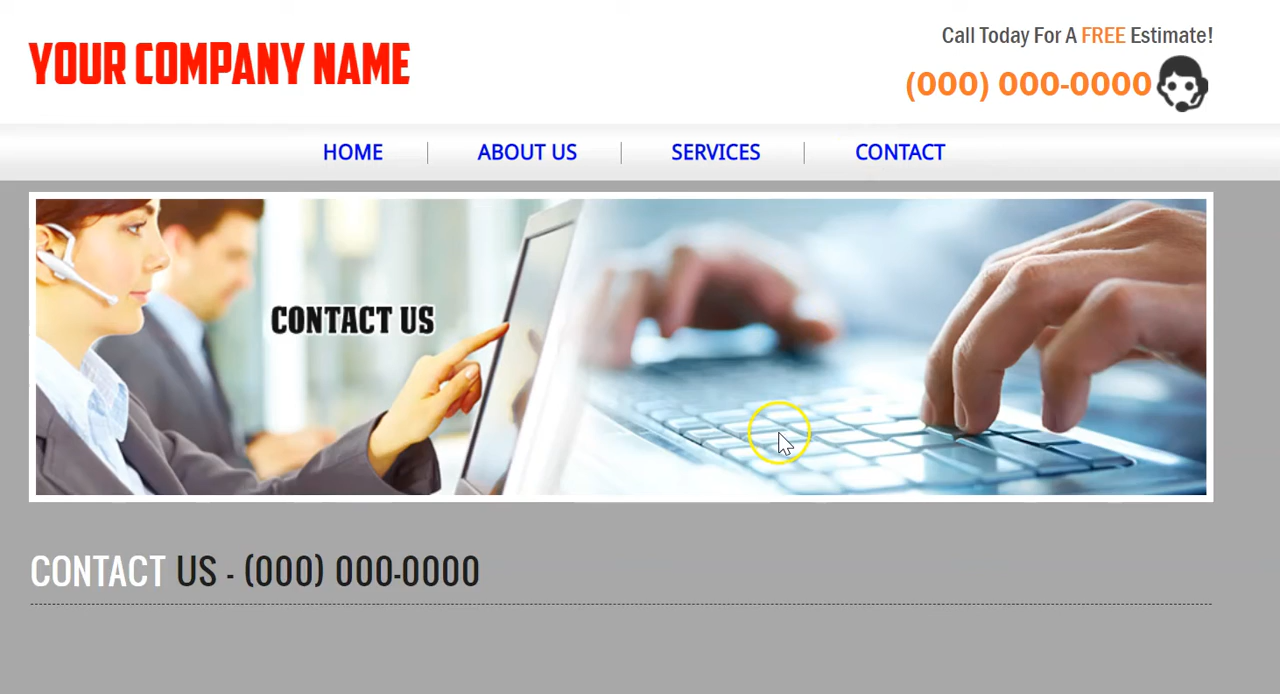 YOUR COMPANY NAME
Call Today For A FREE Estimate!
(000) 000-0000
HOME
ABOUT US
SERVICES
CONTACT
CONTACT US
CONTACT US - (000) 000-0000